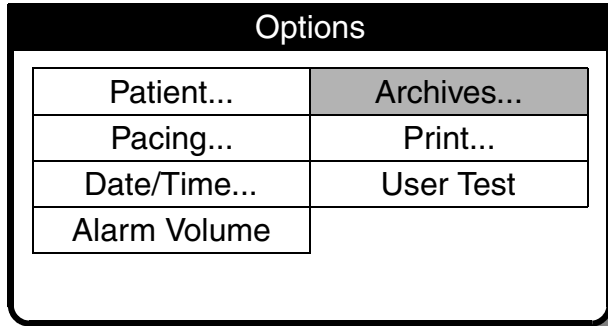 Options
Patient... Archives...
Pacing... Print...
Date/Time... User Test
Alarm Volume